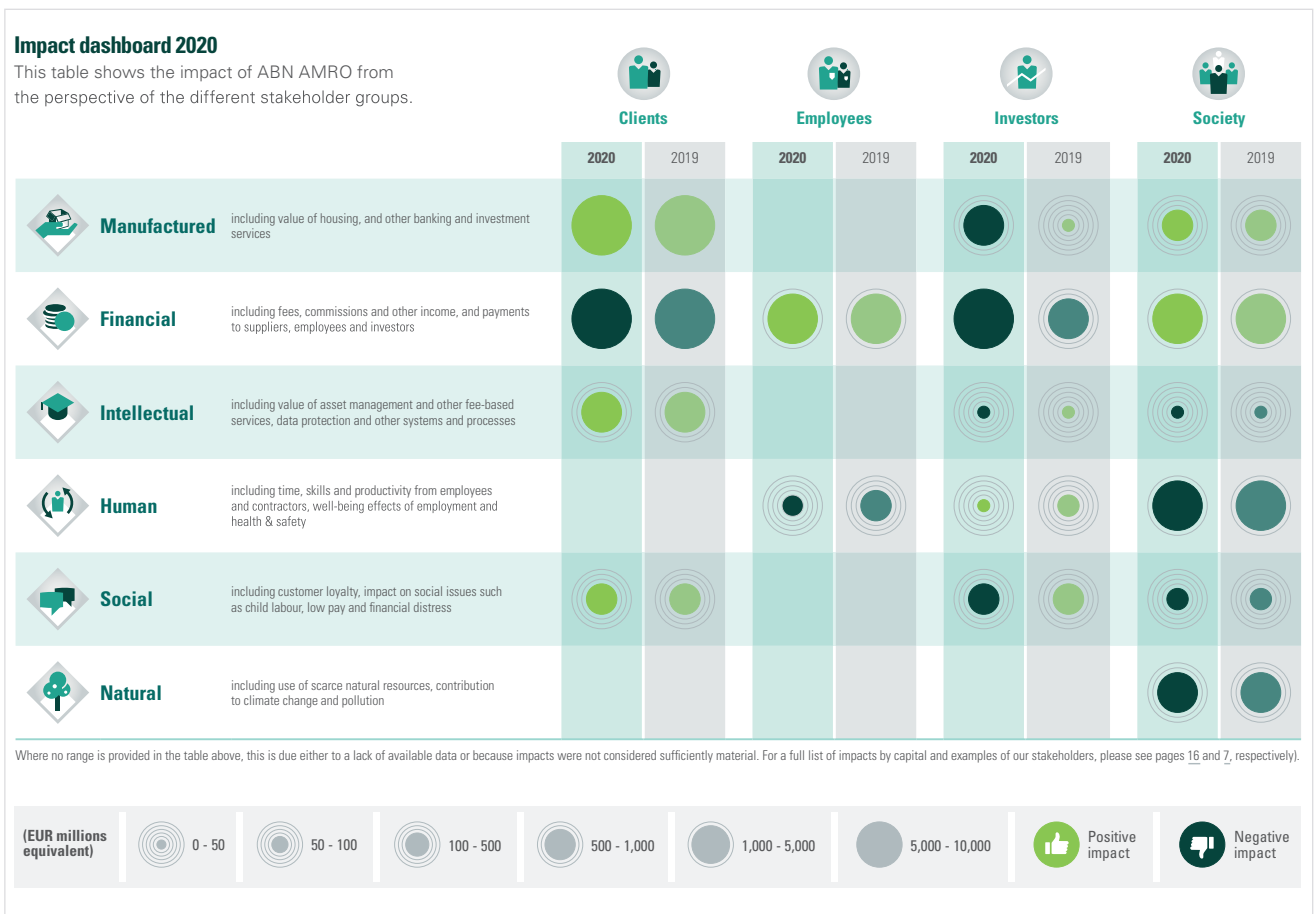 Impact dashboard 2020
This table shows the impact of ABN AMRO from
the perspective of the different stakeholder groups.
Clients
Employees
Investors
Society
2020
2019
2020
2019
2020
2019
2020
2019
Manufactured
including value of housing, and other banking and investment
services
Financial
including fees, commissions and other income, and payments
to suppliers, employees and investors
Intellectual
including value of asset management and other fee-based
services, data protection and other systems and processes
Human
including time, skills and productivity from employees
and contractors, well-being effects of employment and
health & safety
Social
including customer loyalty, impact on social issues such
as child labour, low pay and financial distress
Natural
including use of scarce natural resources, contribution
to climate change and pollution
Where no range is provided in the table above, this is due either to a lack of available data or because impacts were not considered sufficiently material. For a full list of impacts by capital and examples of our stakeholders, please see pages 16 and 7, respectively).
(EUR millions
equivalent)
0 - 50
50 - 100
100 - 500
500 - 1,000
1,000 - 5,000
5,000 - 10,000
Positive
impact
Negative
impact